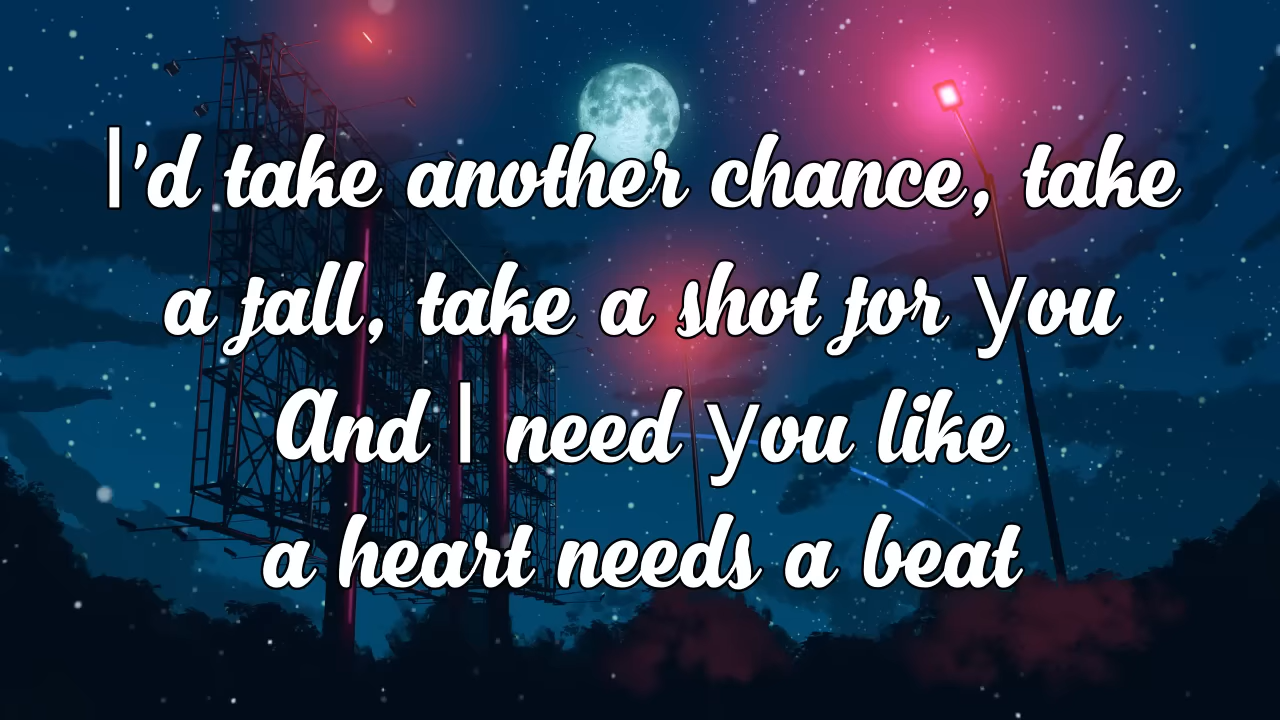 I'd take another chance, take
a fall, take a shot for you
And I need you like
a heart needs a beat